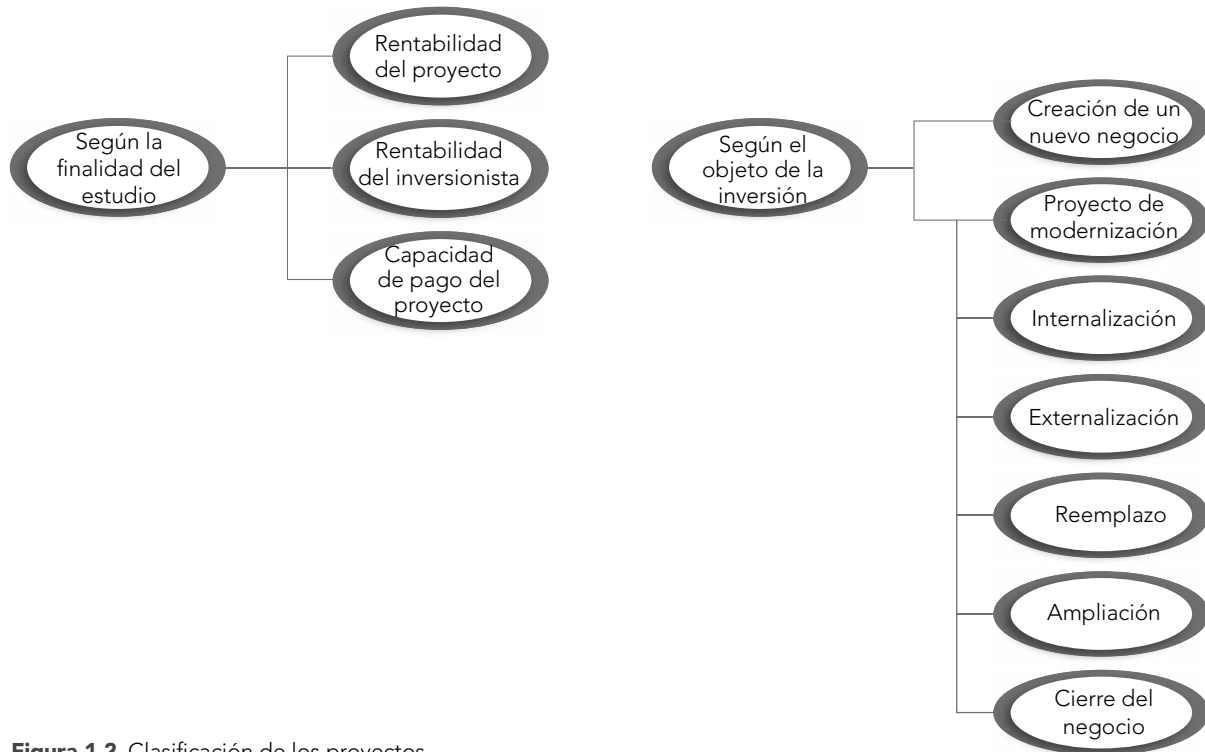 Según la
finalidad del
estudio
Rentabilidad
del proyecto
Rentabilidad
del inversionista
Capacidad
de pago del
proyecto
Según el
objeto de la
inversión
Creación de un
nuevo negocio
Proyecto de
modernización
Internalización
Externalización
Reemplazo
Ampliación
Cierre del
negocio
Figura 1.2 Clasificación de los proyectos